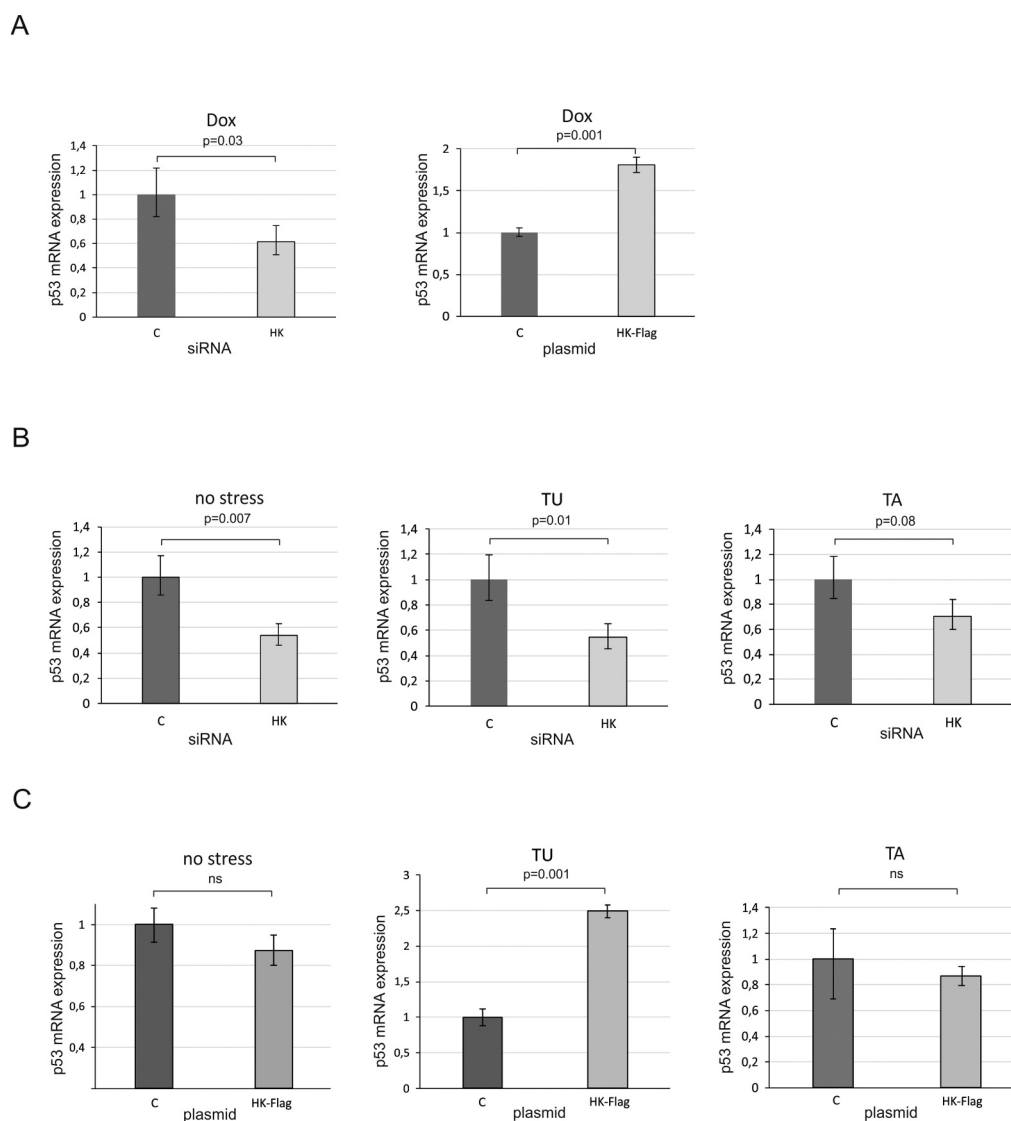 A
Dox
p=0.03
1,4
1,2
1
0,8
0,6
0,4
0,2
0
p53 mRNA expression
C
HK
siRNA
Dox
p=0.001
2
1,5
1
0,5
0
p53 mRNA expression
C
HK-Flag
plasmid
B
no stress
p=0.007
1,4
1,2
1
0,8
0,6
0,4
0,2
0
p53 mRNA expression
C
HK
siRNA
TU
p=0.01
1,4
1,2
1
0,8
0,6
0,4
0,2
0
p53 mRNA expression
C
HK
siRNA
TA
p=0.08
1,4
1,2
1
0,8
0,6
0,4
0,2
0
p53 mRNA expression
C
HK
siRNA
C
no stress
ns
1
0,8
0,6
0,4
p53 mRNA expression
C
HK-Flag
plasmid
TU
p=0.001
3
2,5
2
1,5
1
0,5
0
p53 mRNA expression
C
HK-Flag
plasmid
TA
ns
1,4
1,2
1
0,8
0,6
0,4
0,2
0
p53 mRNA expression
C
HK-Flag
plasmid